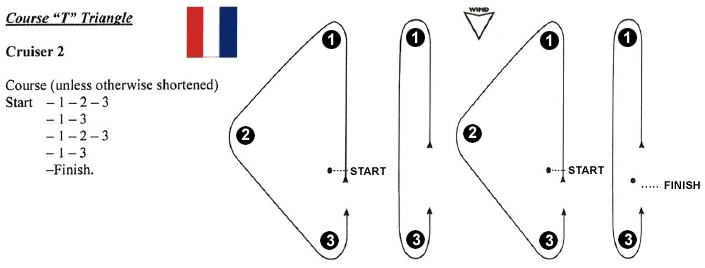 Course "T" Triangle
Cruiser 2
Course (unless otherwise shortened)
Start – 1 – 2 – 3
– 1 – 3
– 1 – 2 – 3
– 1 – 3
–Finish.
WIND
1
1
1
1
2
2
START
START
FINISH
3
3
3
3